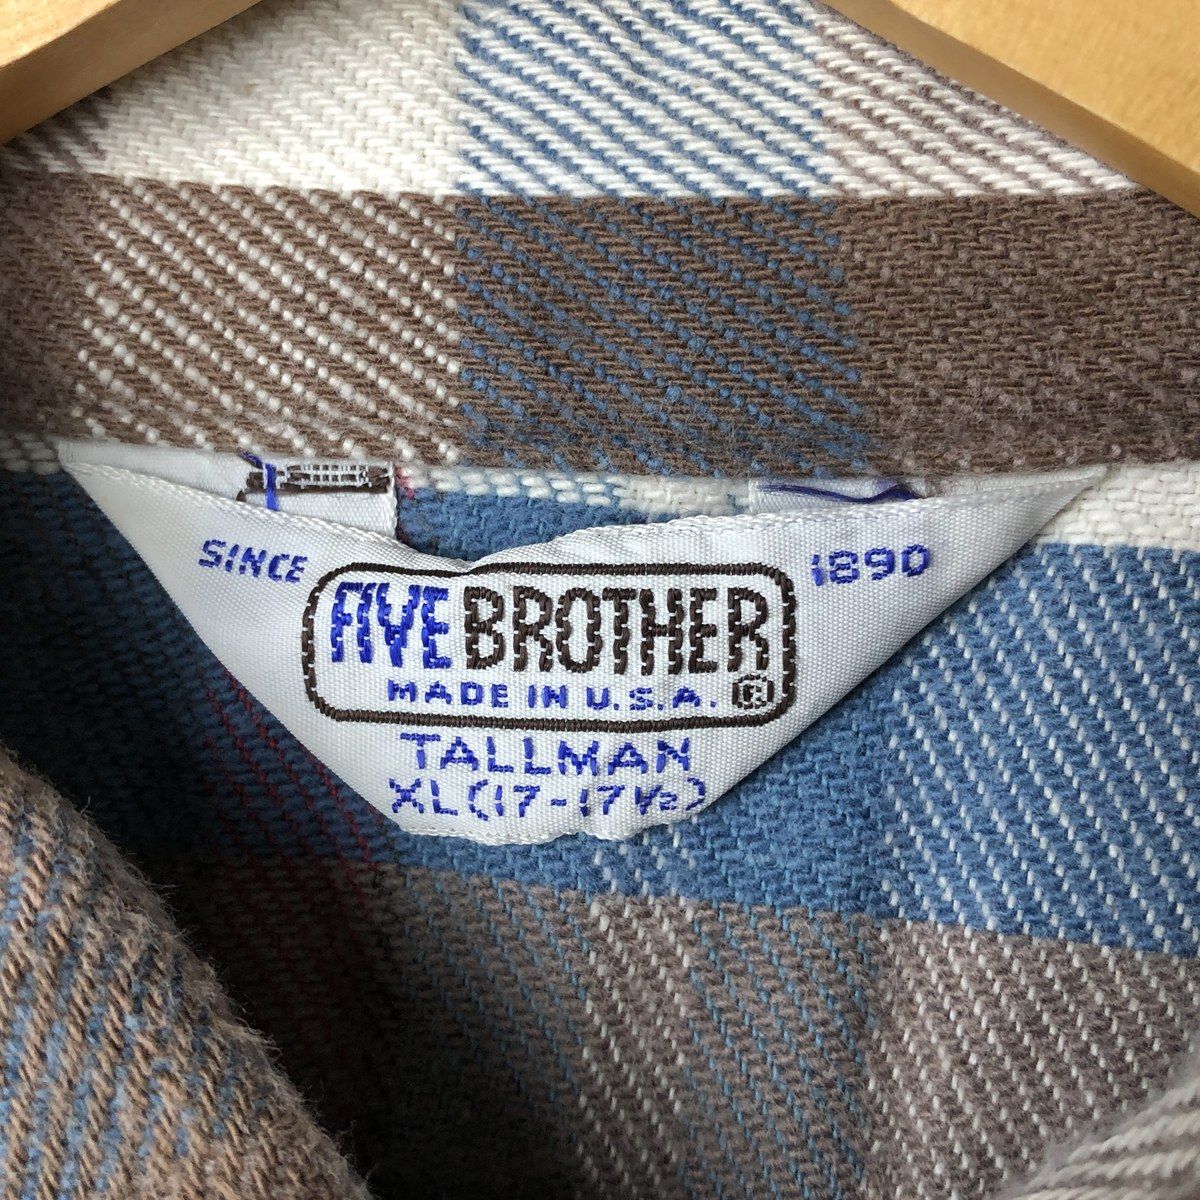 SINCE 1890
FIVE BROTHER
MADE IN U.S.A. ®
TALLMAN
XL (17-17½)